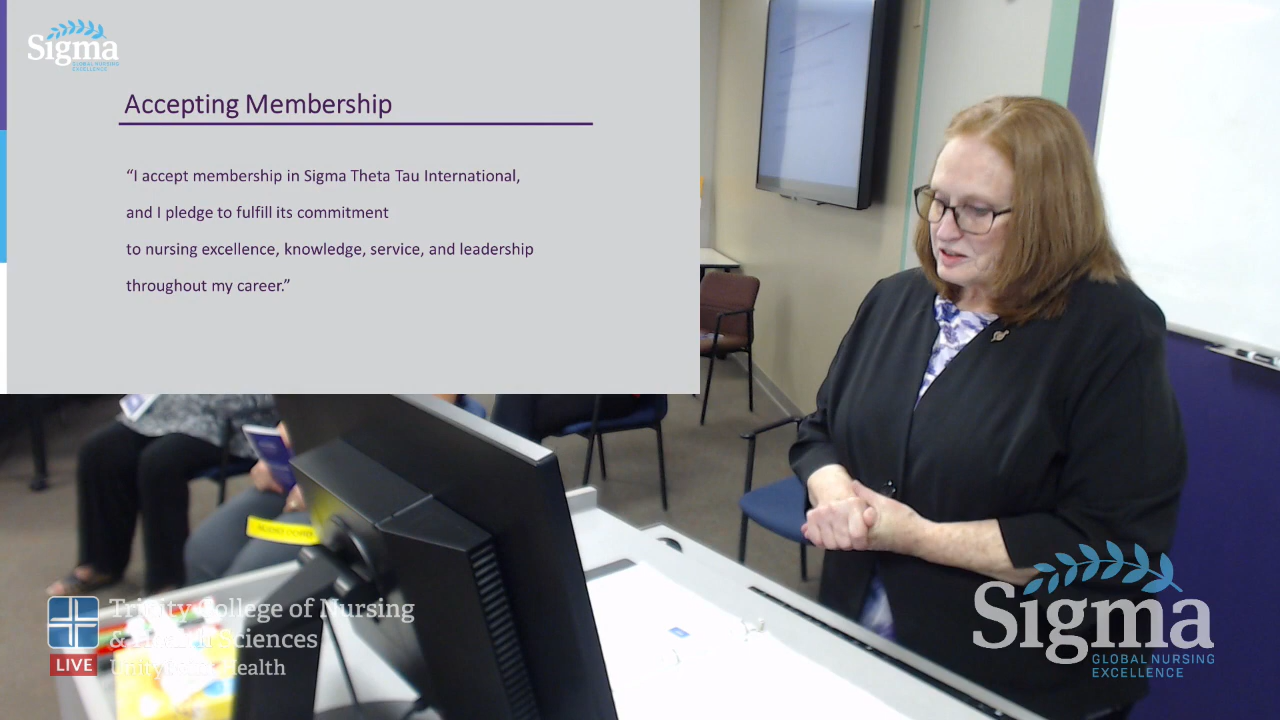 Sigma
GLOBAL NURSING
EXCELLENCE
Accepting Membership
“I accept membership in Sigma Theta Tau International,
and I pledge to fulfill its commitment
to nursing excellence, knowledge, service, and leadership
throughout my career.”
Trinity College of Nursing
& Health Sciences
LIVE
Health
Sigma
GLOBAL NURSING
EXCELLENCE